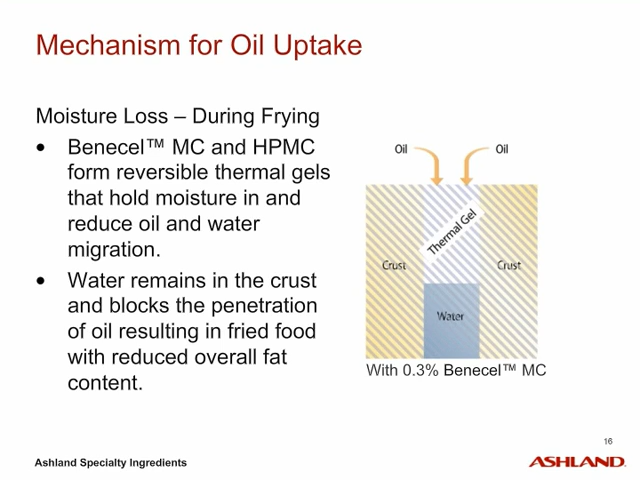 Mechanism for Oil Uptake
Moisture Loss – During Frying
• Benecel™ MC and HPMC
form reversible thermal gels
that hold moisture in and
reduce oil and water
migration.
• Water remains in the crust
and blocks the penetration
of oil resulting in fried food
with reduced overall fat
content.
Oil Oil
Thermal Gel
Crust Crust
Water
With 0.3% Benecel™ MC
16
Ashland Specialty Ingredients
ASHLAND